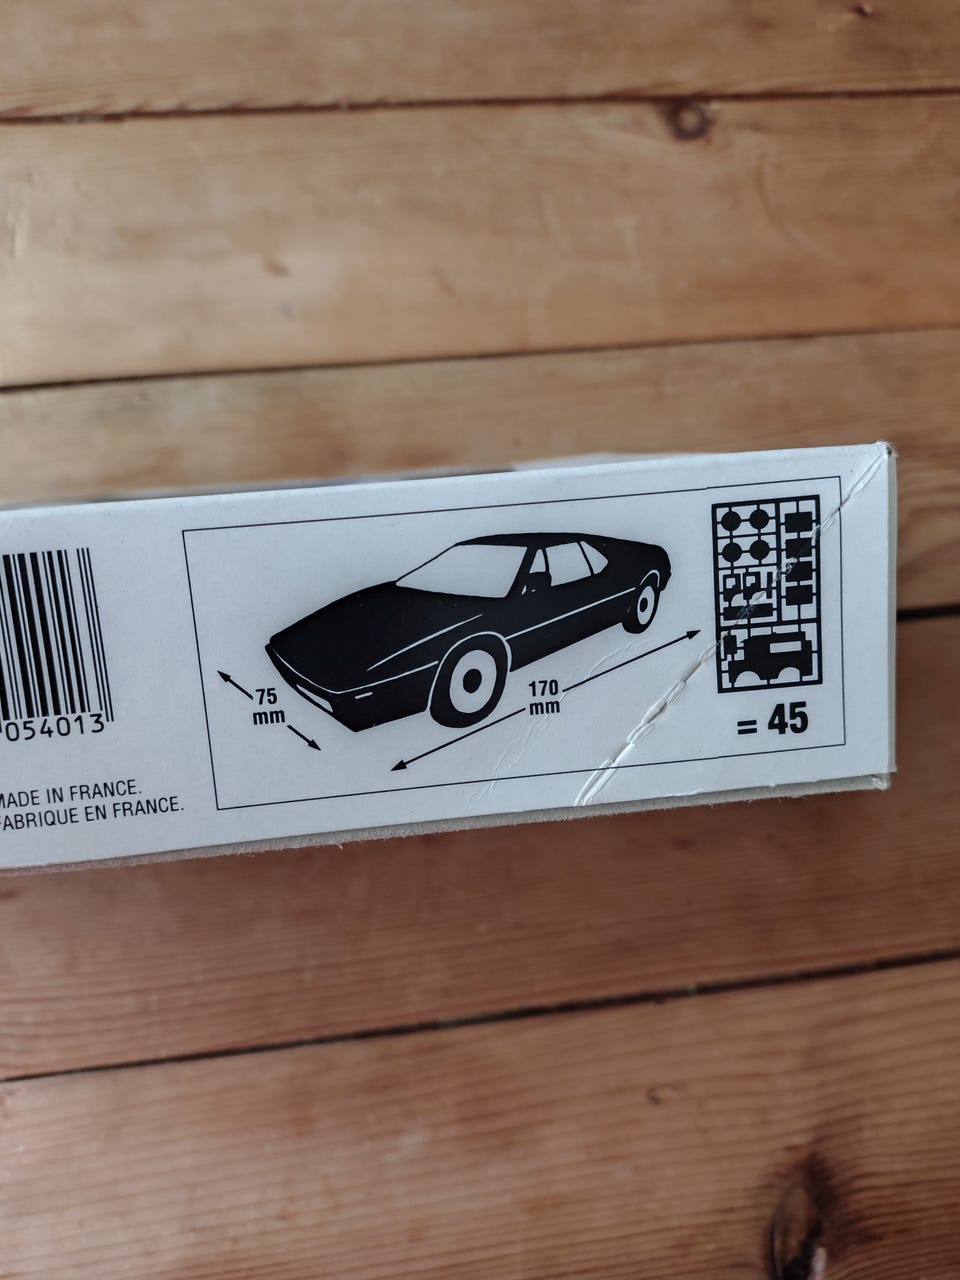 054013
MADE IN FRANCE.
FABRIQUE EN FRANCE.
75
mm
170
mm
= 45